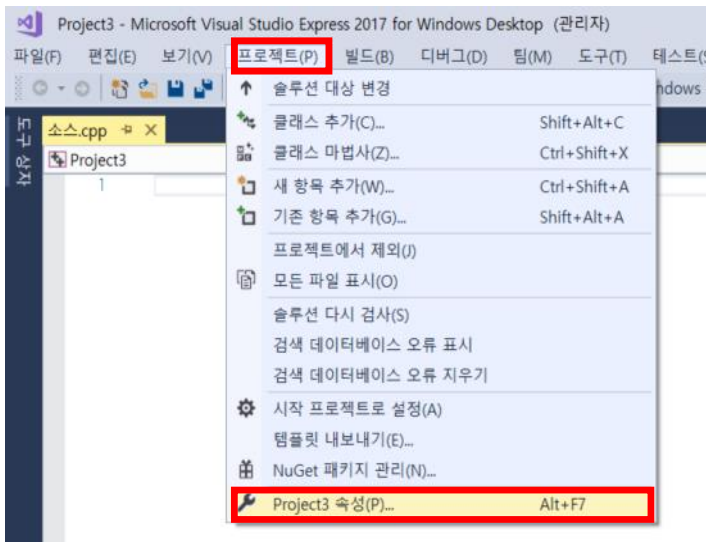 Project3 - Microsoft Visual Studio Express 2017 for Windows Desktop (관리자)
파일(F) 편집(E) 보기(V) 프로젝트(P) 빌드(B) 디버그(D) 팀(M) 도구(T) 테스트(S
솔루션 대상 변경
ndows
도구 상자
소스.cpp
클래스 추가(C)... Shift+Alt+C
Project3
클래스 마법사(Z)... Ctrl+Shift+X
1
새 항목 추가(W)... Ctrl+Shift+A
기존 항목 추가(G)... Shift+Alt+A
프로젝트에서 제외(J)
모든 파일 표시(O)
솔루션 다시 검사(S)
검색 데이터베이스 오류 표시
검색 데이터베이스 오류 지우기
시작 프로젝트로 설정(A)
템플릿 내보내기(E)...
NuGet 패키지 관리(N)...
Project3 속성(P)... Alt+F7